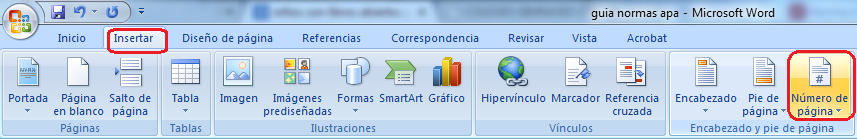 guia normas apa - Microsoft Word
Inicio Insertar Diseño de página Referencias Correspondencia Revisar Vista Acrobat
Portada Página en blanco Salto de página Tabla Imagen Imágenes prediseñadas Formas SmartArt Gráfico Hipervínculo Marcador Referencia cruzada Encabezado Pie de página Número de página
Páginas Tablas Ilustraciones Vínculos Encabezado y pie de página